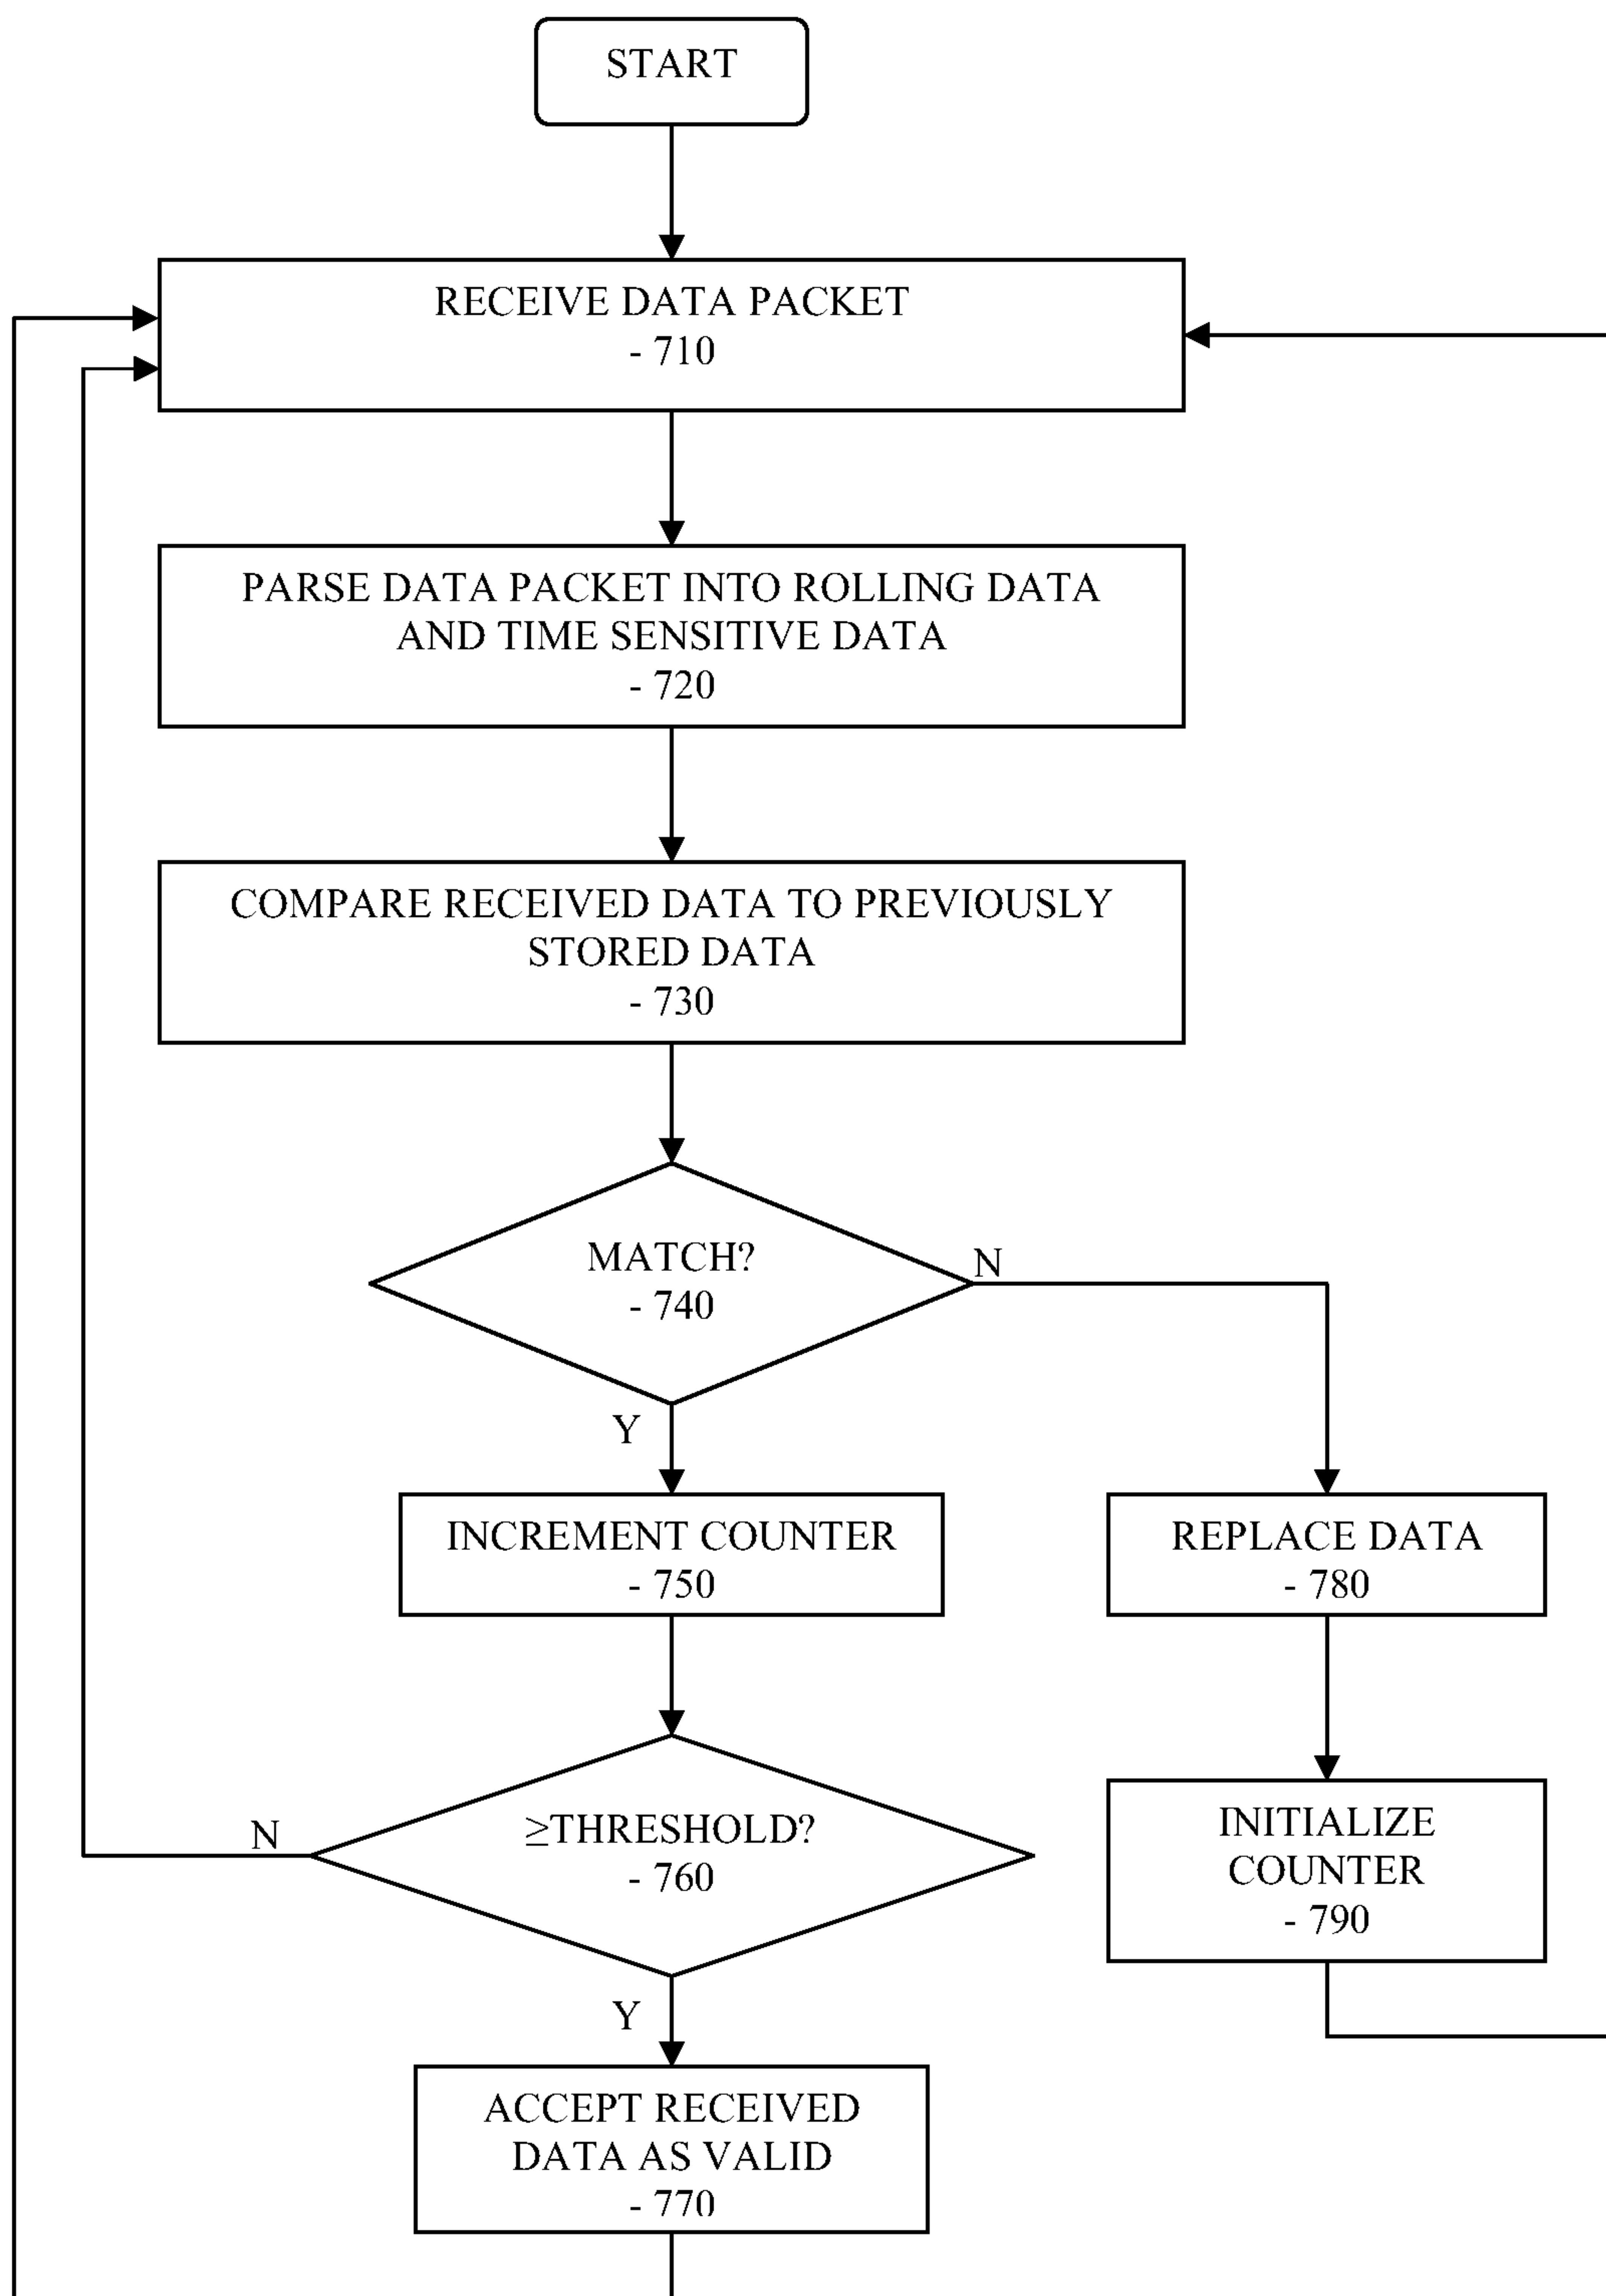 START
RECEIVE DATA PACKET
- 710
PARSE DATA PACKET INTO ROLLING DATA
AND TIME SENSITIVE DATA
- 720
COMPARE RECEIVED DATA TO PREVIOUSLY
STORED DATA
- 730
MATCH?
- 740
N
Y
INCREMENT COUNTER
- 750
REPLACE DATA
- 780
≥THRESHOLD?
- 760
N
Y
INITIALIZE
COUNTER
- 790
ACCEPT RECEIVED
DATA AS VALID
- 770